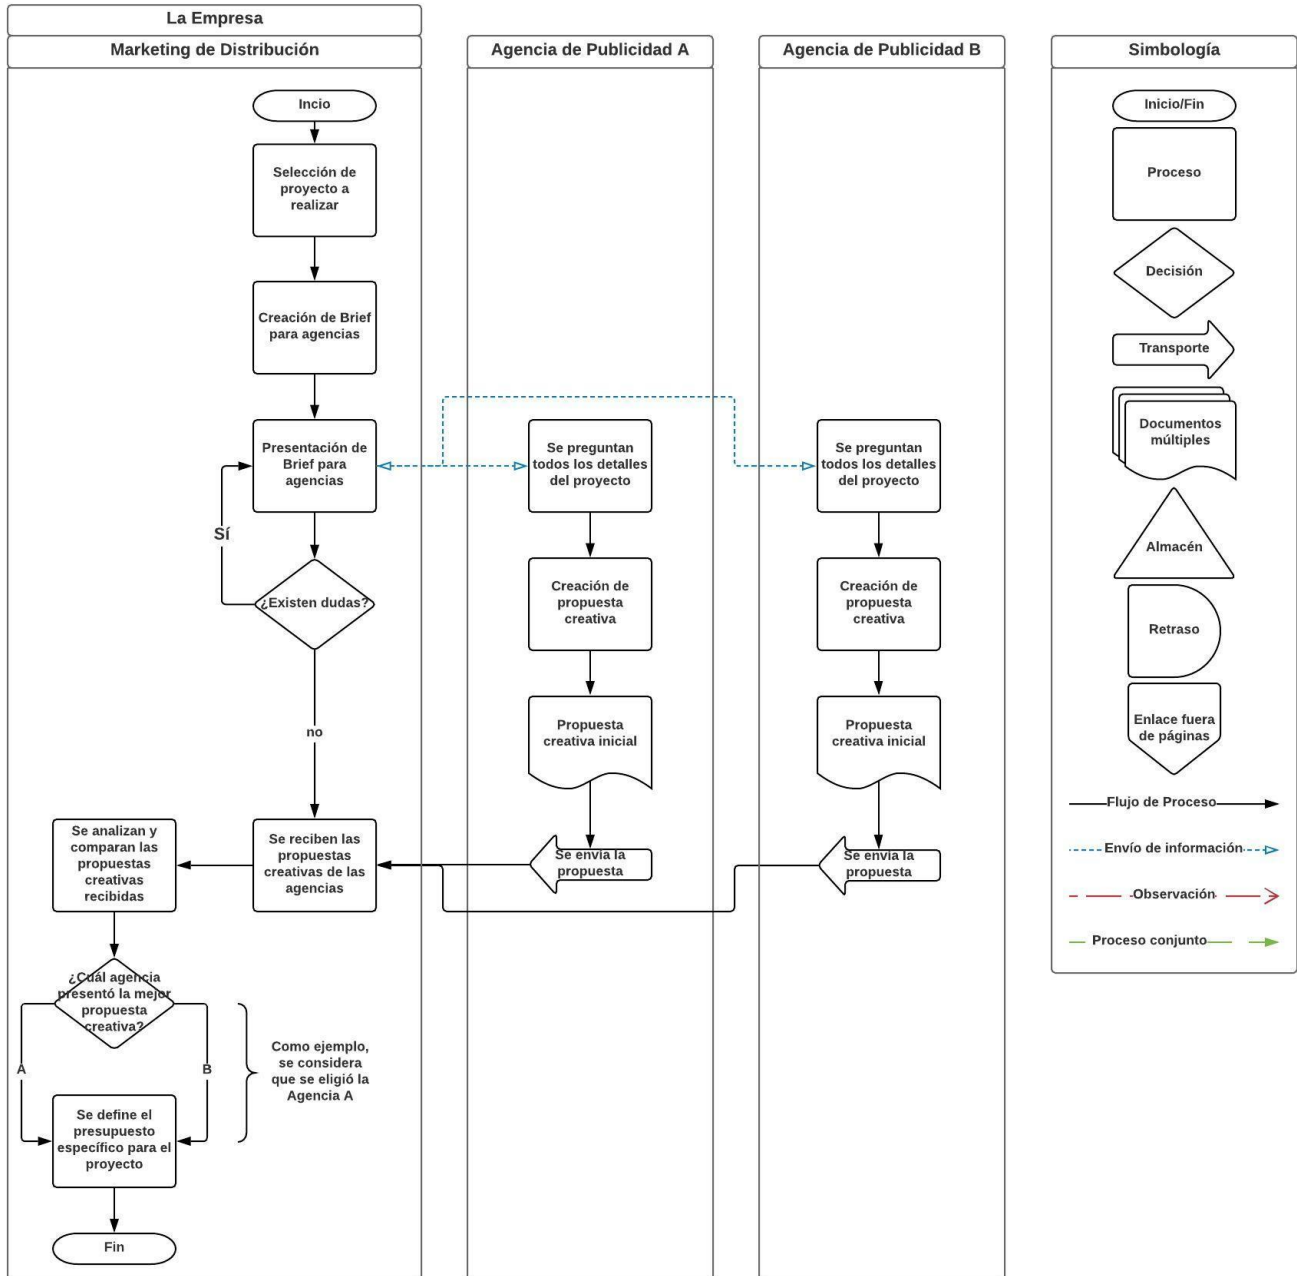 La Empresa
Marketing de Distribución
Agencia de Publicidad A
Agencia de Publicidad B
Simbología
Incio
Selección de
proyecto a
realizar
Creación de Brief
para agencias
Presentación de
Brief para
agencias
Sí
¿Existen dudas?
no
Se reciben las
propuestas
creativas de las
agencias
Se analizan y
comparan las
propuestas
creativas
recibidas
¿Cuál agencia
presentó la mejor
propuesta
creativa?
A
B
Como ejemplo,
se considera
que se eligió la
Agencia A
Se define el
presupuesto
específico para el
proyecto
Fin
Se preguntan
todos los detalles
del proyecto
Creación de
propuesta
creativa
Propuesta
creativa inicial
Se envia la
propuesta
Se preguntan
todos los detalles
del proyecto
Creación de
propuesta
creativa
Propuesta
creativa inicial
Se envia la
propuesta
Inicio/Fin
Proceso
Decisión
Transporte
Documentos
múltiples
Almacén
Retraso
Enlace fuera
de páginas
Flujo de Proceso
Envío de información
Observación
Proceso conjunto